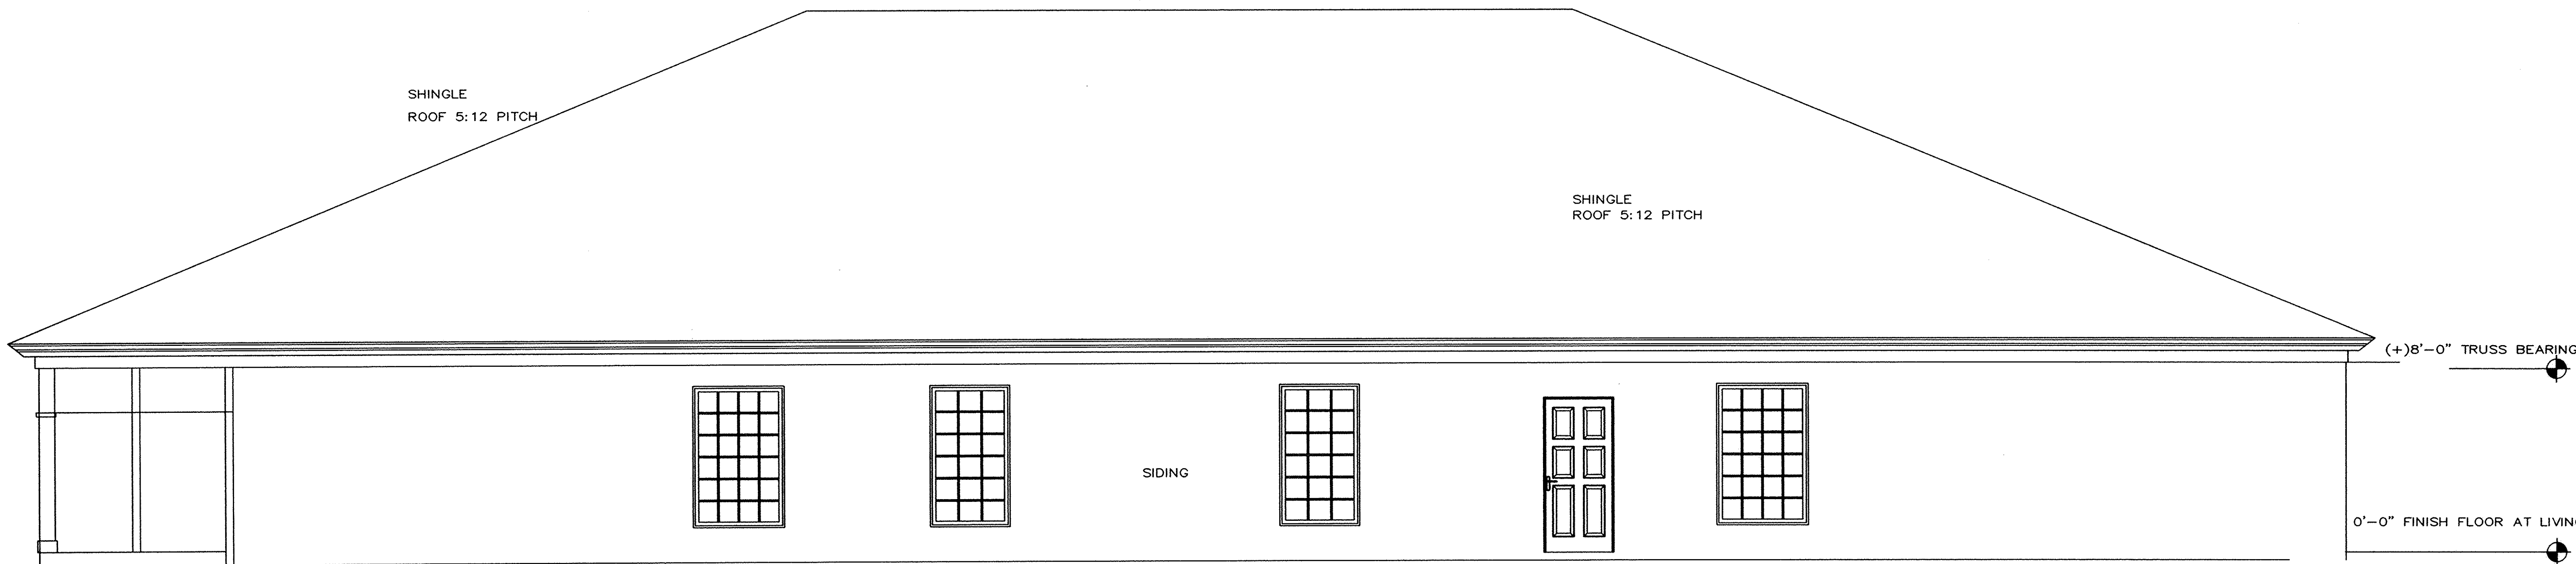 SHINGLE
ROOF 5:12 PITCH
SHINGLE
ROOF 5:12 PITCH
(+)8'-0" TRUSS BEARING
SIDING
0'-0" FINISH FLOOR AT LIVING